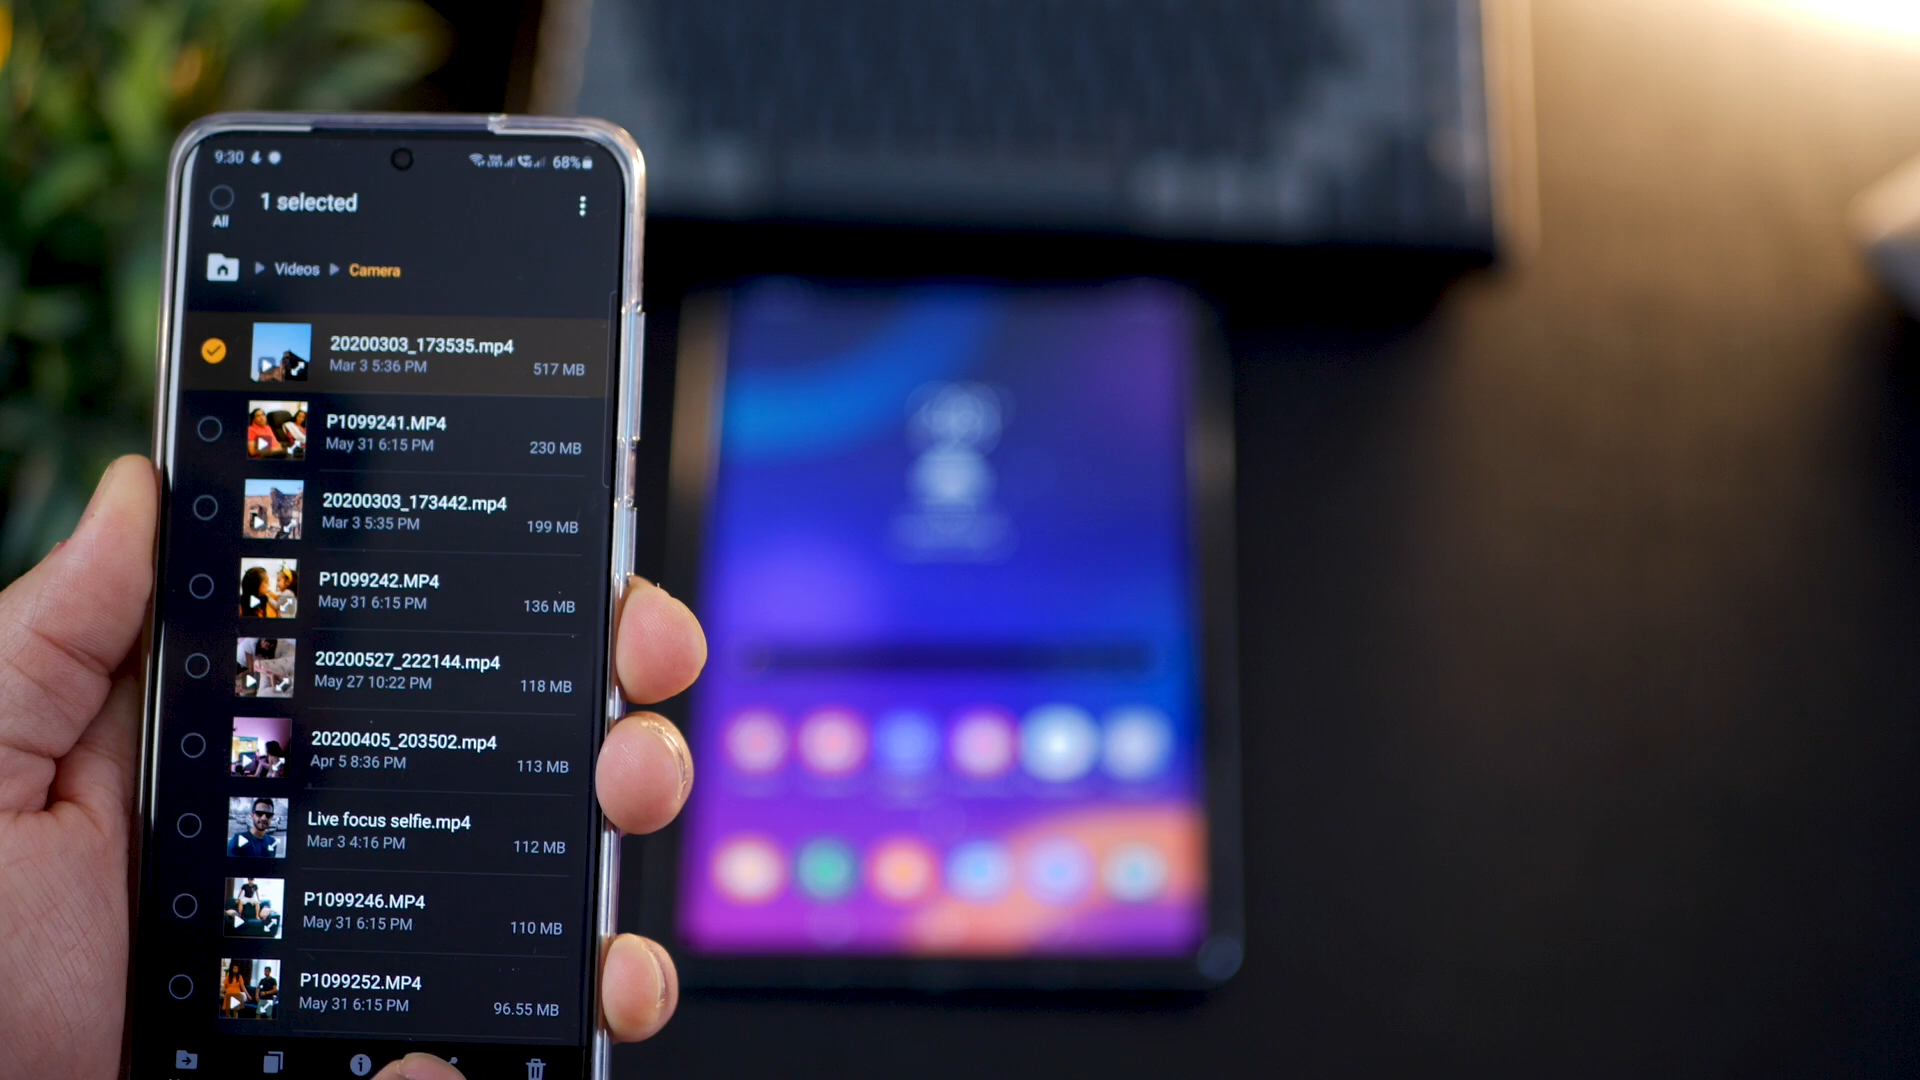 9:30 68%
1 selected
All
Videos Camera
20200303_173535.mp4
Mar 3 5:36 PM 517 MB
P1099241.MP4
May 31 6:15 PM 230 MB
20200303_173442.mp4
Mar 3 5:35 PM 199 MB
P1099242.MP4
May 31 6:15 PM 136 MB
20200527_222144.mp4
May 27 10:22 PM 118 MB
20200405_203502.mp4
Apr 5 8:36 PM 113 MB
Live focus selfie.mp4
Mar 3 4:16 PM 112 MB
P1099246.MP4
May 31 6:15 PM 110 MB
P1099252.MP4
May 31 6:15 PM 96.55 MB